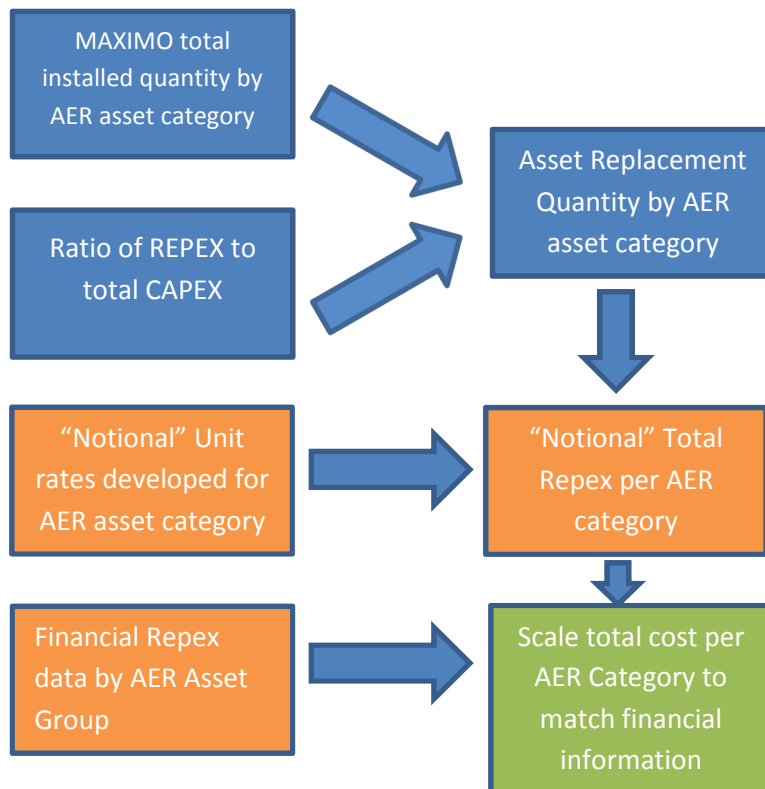 MAXIMO total
installed quantity by
AER asset category
Asset Replacement
Quantity by AER
asset category
Ratio of REPEX to
total CAPEX
“Notional” Unit
rates developed for
AER asset category
“Notional” Total
Repex per AER
category
Financial Repex
data by AER Asset
Group
Scale total cost per
AER Category to
match financial
information